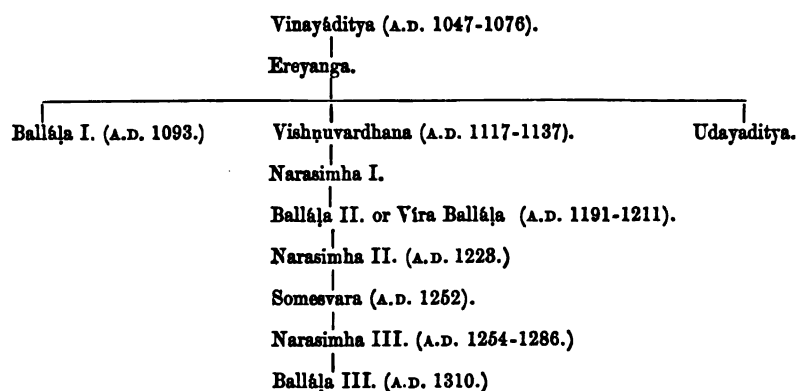 Vinayáditya (A.D. 1047-1076).
Ereyanga.
Ballála I. (A.D. 1093.) Vishṇuvardhana (A.D. 1117-1137). Udayaditya.
Narasimha I.
Ballála II. or Víra Ballála (A.D. 1191-1211).
Narasimha II. (A.D. 1223.)
Somesvara (A.D. 1252).
Narasimha III. (A.D. 1254-1286.)
Ballála III. (A.D. 1310.)